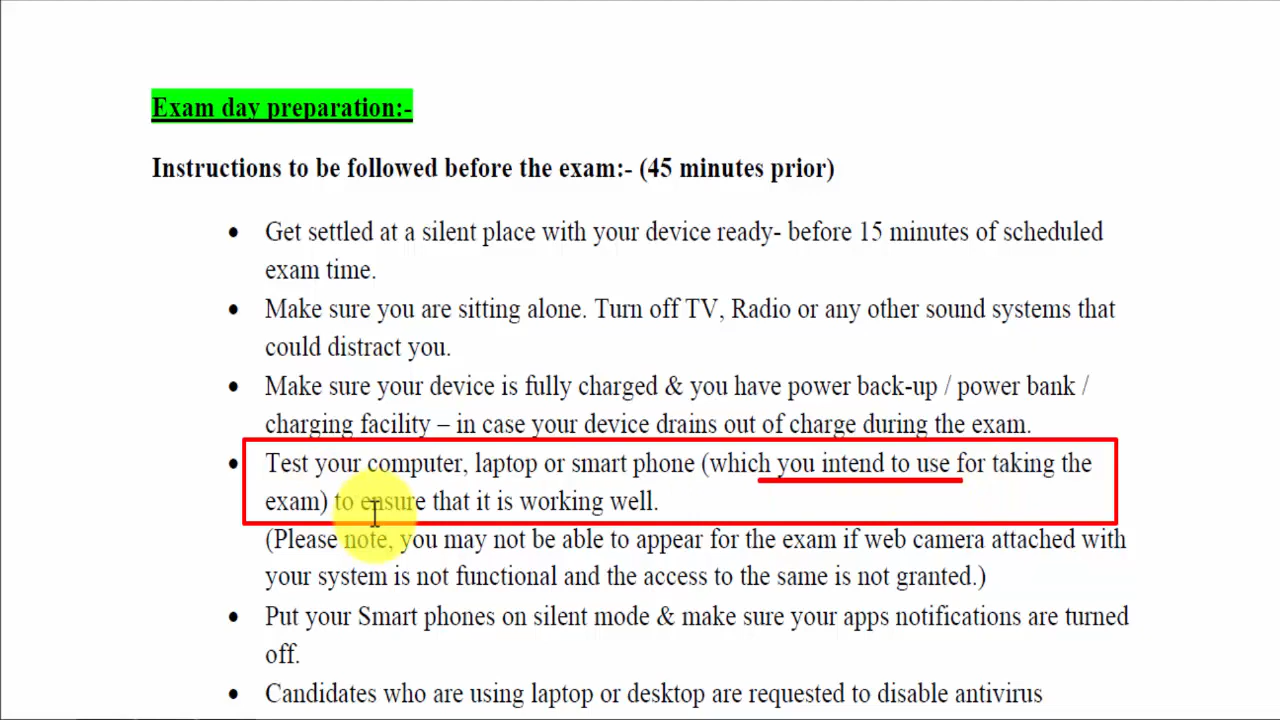 Exam day preparation:-
Instructions to be followed before the exam:- (45 minutes prior)
• Get settled at a silent place with your device ready- before 15 minutes of scheduled
exam time.
• Make sure you are sitting alone. Turn off TV, Radio or any other sound systems that
could distract you.
• Make sure your device is fully charged & you have power back-up / power bank /
charging facility – in case your device drains out of charge during the exam.
• Test your computer, laptop or smart phone (which you intend to use for taking the
exam) to ensure that it is working well.
(Please note, you may not be able to appear for the exam if web camera attached with
your system is not functional and the access to the same is not granted.)
• Put your Smart phones on silent mode & make sure your apps notifications are turned
off.
• Candidates who are using laptop or desktop are requested to disable antivirus